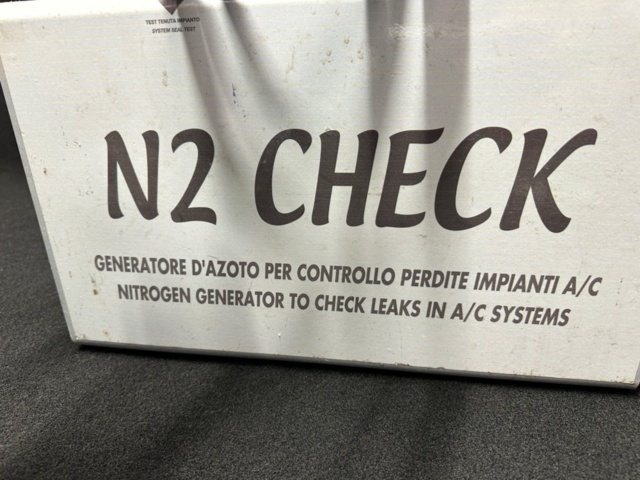 TEST TENUTA IMPIANTO
SYSTEM SEAL TEST
N2 CHECK
GENERATORE D'AZOTO PER CONTROLLO PERDITE IMPIANTI A/C
NITROGEN GENERATOR TO CHECK LEAKS IN A/C SYSTEMS